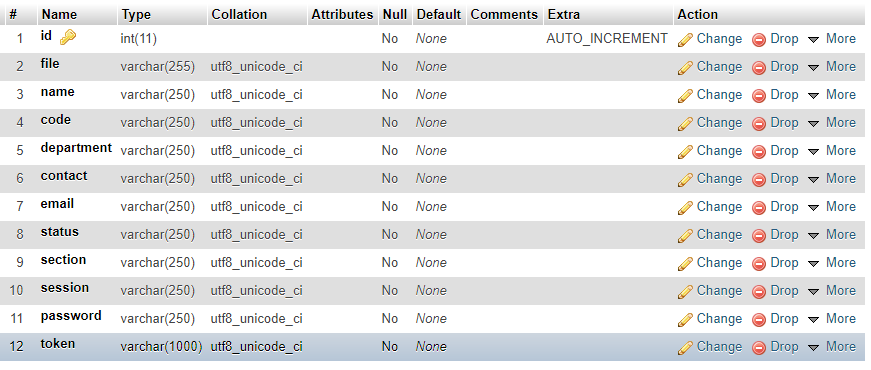 # Name Type Collation Attributes Null Default Comments Extra Action
1 id int(11) No None AUTO_INCREMENT Change Drop More
2 file varchar(255) utf8_unicode_ci No None Change Drop More
3 name varchar(250) utf8_unicode_ci No None Change Drop More
4 code varchar(250) utf8_unicode_ci No None Change Drop More
5 department varchar(250) utf8_unicode_ci No None Change Drop More
6 contact varchar(250) utf8_unicode_ci No None Change Drop More
7 email varchar(250) utf8_unicode_ci No None Change Drop More
8 status varchar(250) utf8_unicode_ci No None Change Drop More
9 section varchar(250) utf8_unicode_ci No None Change Drop More
10 session varchar(250) utf8_unicode_ci No None Change Drop More
11 password varchar(250) utf8_unicode_ci No None Change Drop More
12 token varchar(1000) utf8_unicode_ci No None Change Drop More